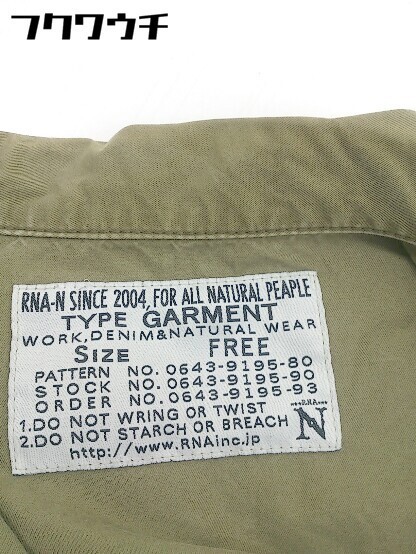 フクワウチ
RNA-N SINCE 2004, FOR ALL NATURAL PEAPLE
TYPE GARMENT
WORK, DENIM&NATURAL WEAR
SIZE FREE
PATTERN NO. 0643-9195-80
STOCK NO. 0643-9195-90
ORDER NO. 0643-9195-93
1.DO NOT WRING OR TWIST
2.DO NOT STARCH OR BREACH
http://www.RNAinc.jp
RNA
N